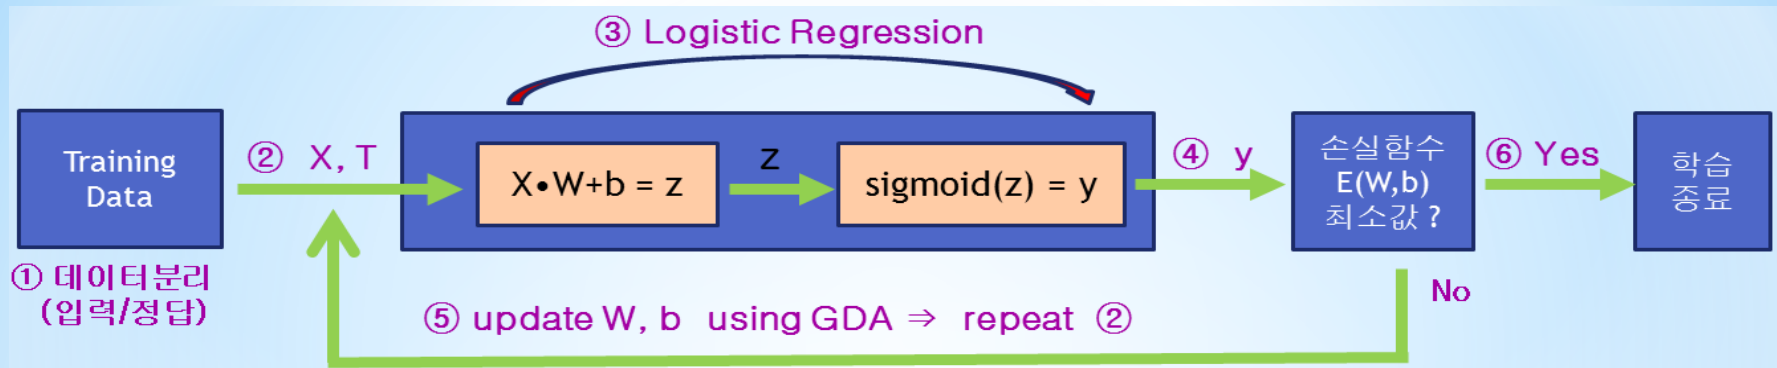 ③ Logistic Regression
Training
Data
② X, T
X•W+b = z
z
sigmoid(z) = y
④ y
손실함수
E(W,b)
최소값 ?
⑥ Yes
학습
종료
① 데이터분리
(입력/정답)
⑤ update W, b using GDA ⇒ repeat ②
No